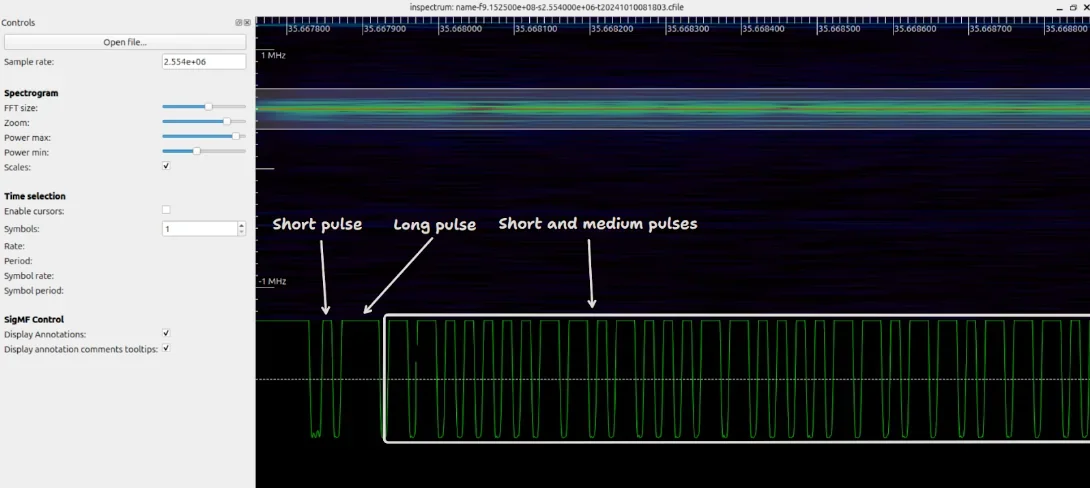 inspectrum: name-f9.152500e+08-s2.554000e+06-t20241010081803.cfile
Controls
Open file...
Sample rate: 2.554e+06
Spectrogram
FFT size:
Zoom:
Power max:
Power min:
Scales:
Time selection
Enable cursors:
Symbols: 1
Rate:
Period:
Symbol rate:
Symbol period:
SigMF Control
Display Annotations:
Display annotation comments tooltips:
35.667800 35.667900 35.668000 35.668100 35.668200 35.668300 35.668400 35.668500 35.668600 35.668700 35.668800
1 MHz
Short pulse Long pulse Short and medium pulses
-1 MHz